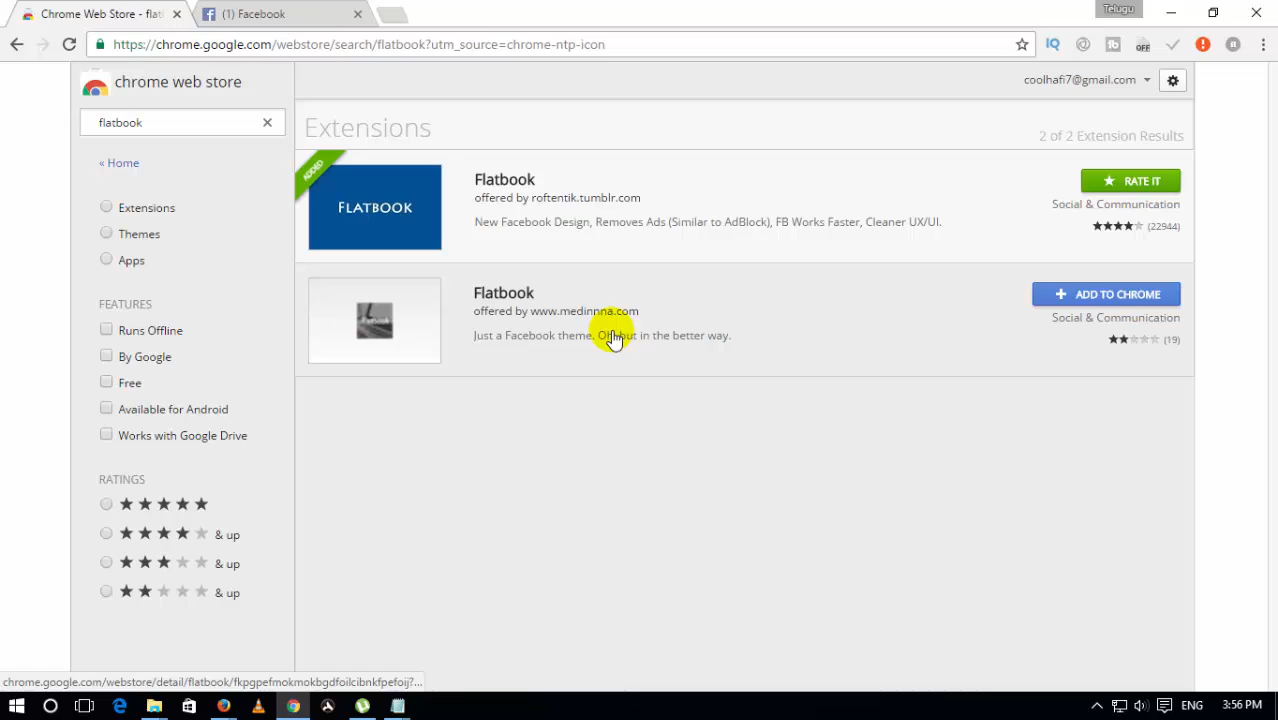 Chrome Web Store - flat
(1) Facebook
Telugu
https://chrome.google.com/webstore/search/flatbook?utm_source=chrome-ntp-icon
IQ
fb
OFF
chrome web store
coolhafi7@gmail.com
flatbook
Extensions
2 of 2 Extension Results
« Home
ADDED
FLATBOOK
Flatbook
offered by roftentik.tumblr.com
New Facebook Design, Removes Ads (Similar to AdBlock), FB Works Faster, Cleaner UX/UI.
RATE IT
Social & Communication
(22944)
Extensions
Themes
Apps
Flatbook
offered by www.medinnna.com
Just a Facebook theme. Oh, but in the better way.
ADD TO CHROME
Social & Communication
(19)
FEATURES
Runs Offline
By Google
Free
Available for Android
Works with Google Drive
RATINGS
& up
& up
& up
chrome.google.com/webstore/detail/flatbook/fkpgpefmokmokbgdfoilcibnkfpefoij?...
ENG
3:56 PM